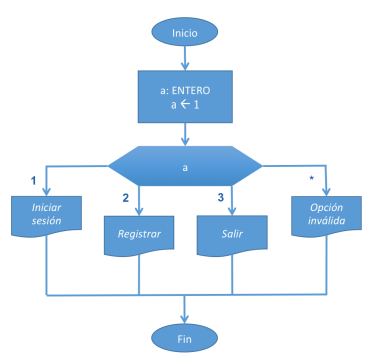 Inicio
a: ENTERO
a ← 1
a
1
2
3
*
Iniciar
sesión
Registrar
Salir
Opción
inválida
Fin